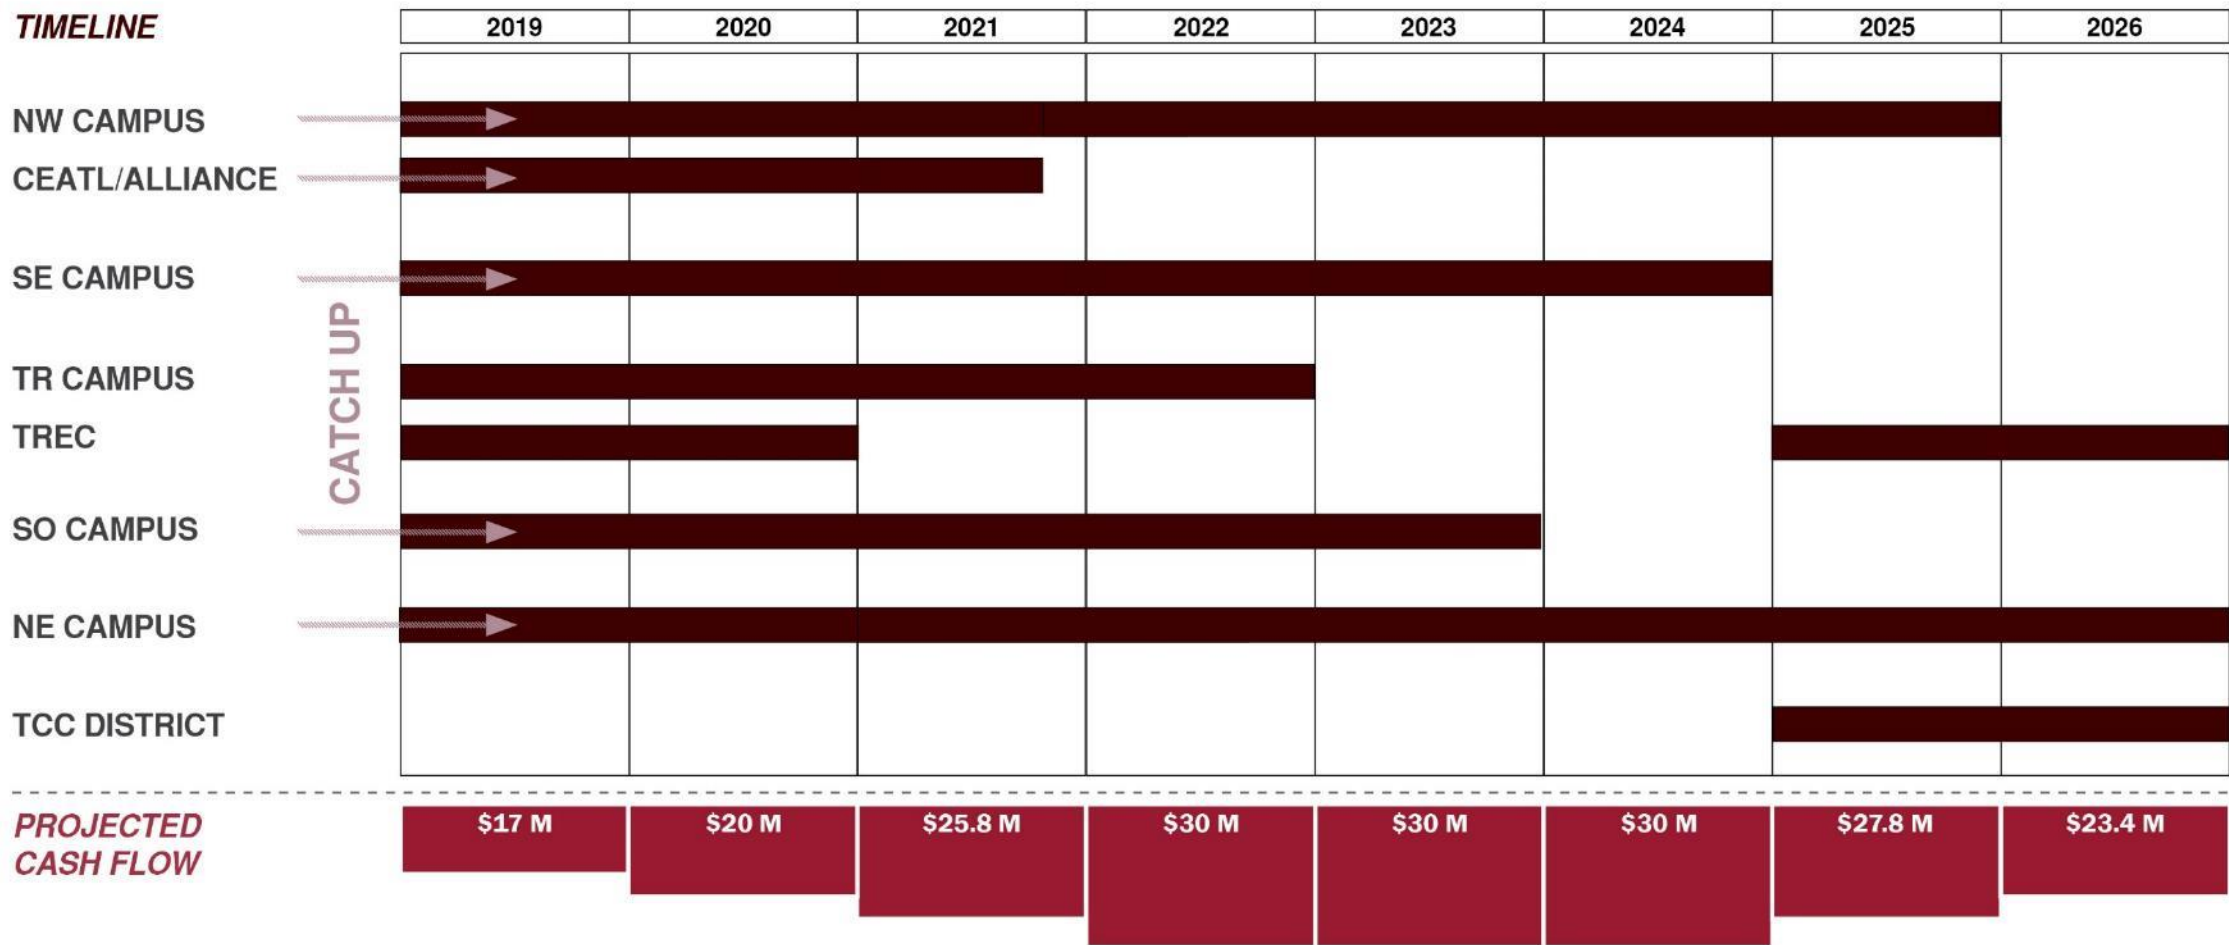 TIMELINE 2019 2020 2021 2022 2023 2024 2025 2026
NW CAMPUS
CEATL/ALLIANCE
SE CAMPUS
CATCH UP
TR CAMPUS
TREC
SO CAMPUS
NE CAMPUS
TCC DISTRICT
PROJECTED
CASH FLOW
$17 M $20 M $25.8 M $30 M $30 M $30 M $27.8 M $23.4 M